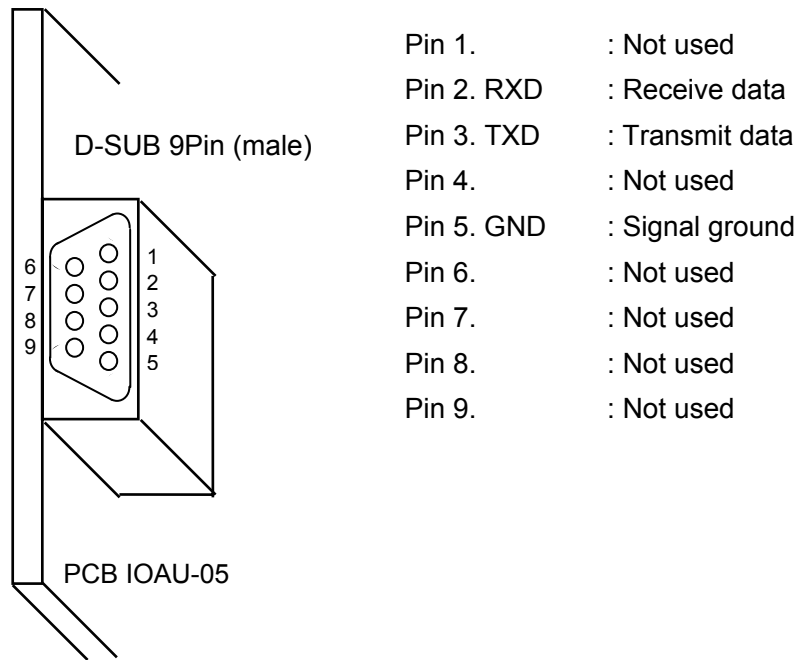 D-SUB 9Pin (male)
6
7
8
9
1
2
3
4
5
PCB IOAU-05
Pin 1. : Not used
Pin 2. RXD : Receive data
Pin 3. TXD : Transmit data
Pin 4. : Not used
Pin 5. GND : Signal ground
Pin 6. : Not used
Pin 7. : Not used
Pin 8. : Not used
Pin 9. : Not used